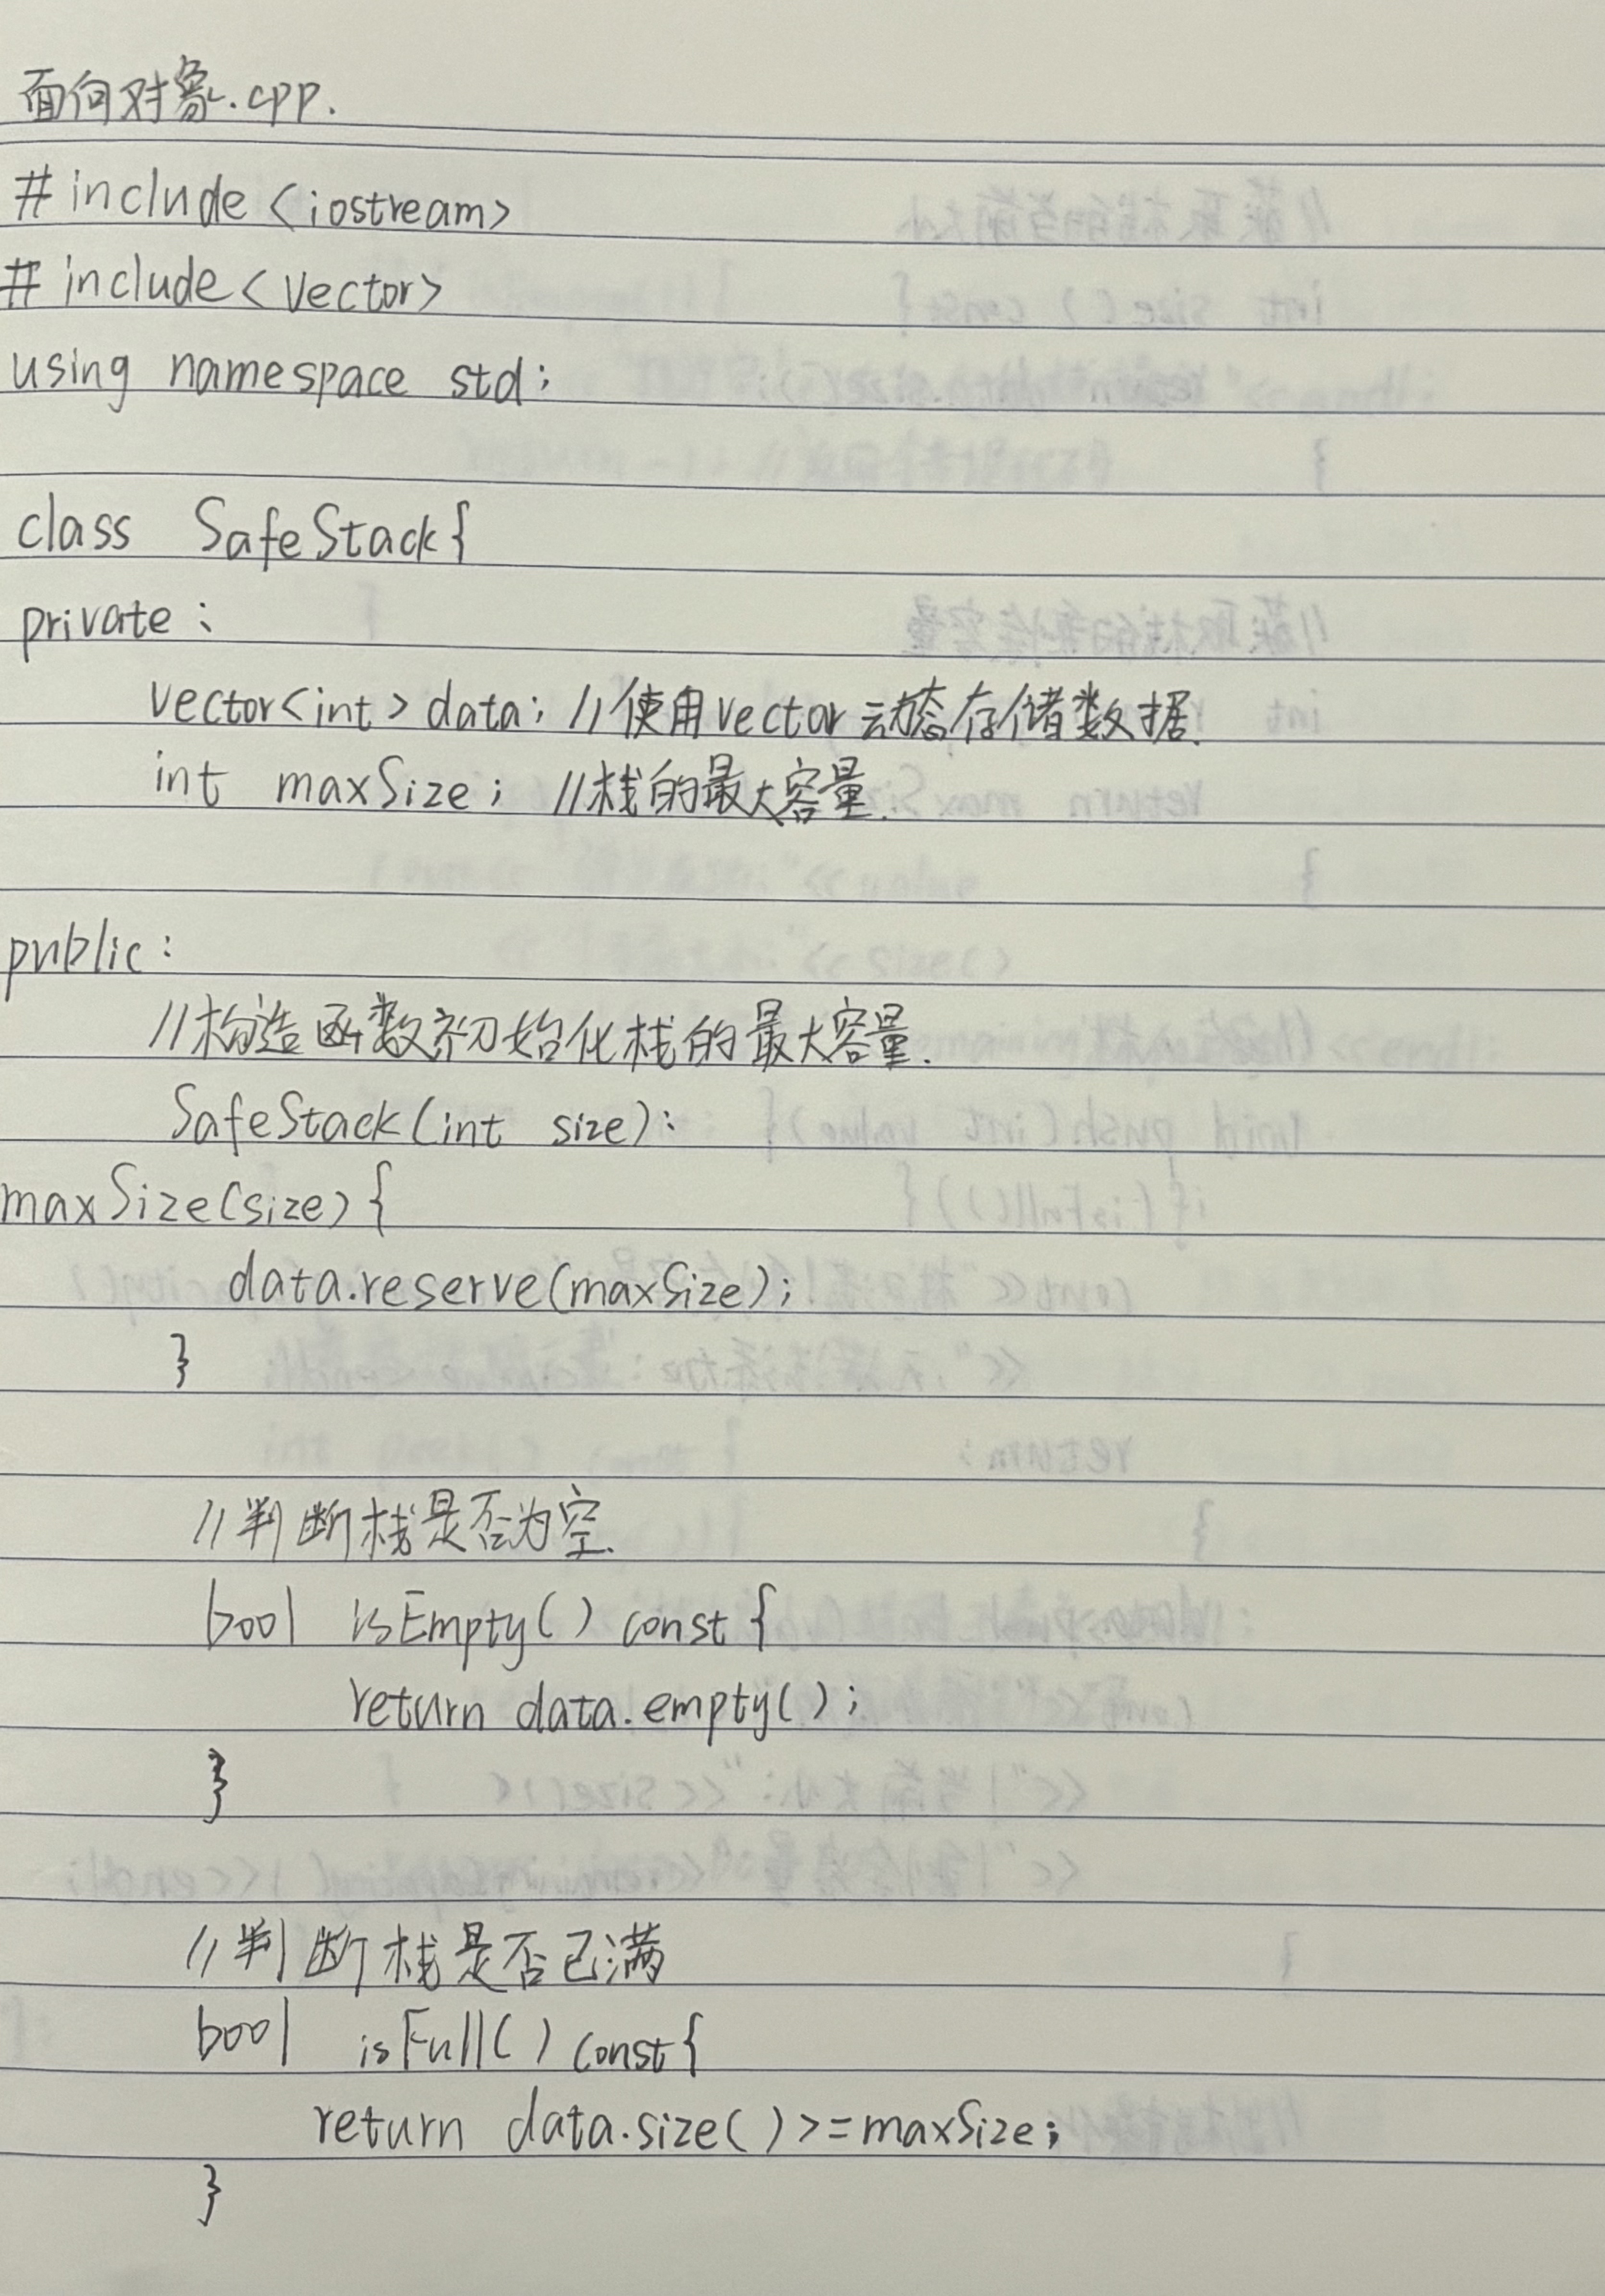 面向对象.cpp.
#include <iostream>
#include <vector>
using namespace std;
class SafeStack{
private:
vector<int> data; //使用vector动态存储数据.
int maxSize; //栈的最大容量.
public:
//构造函数初始化栈的最大容量.
SafeStack(int size):
maxSize(size){
data.reserve(maxSize);
}
//判断栈是否为空.
bool isEmpty() const{
return data.empty();
}
//判断栈是否已满
bool isFull() const{
return data.size()>=maxSize;
}